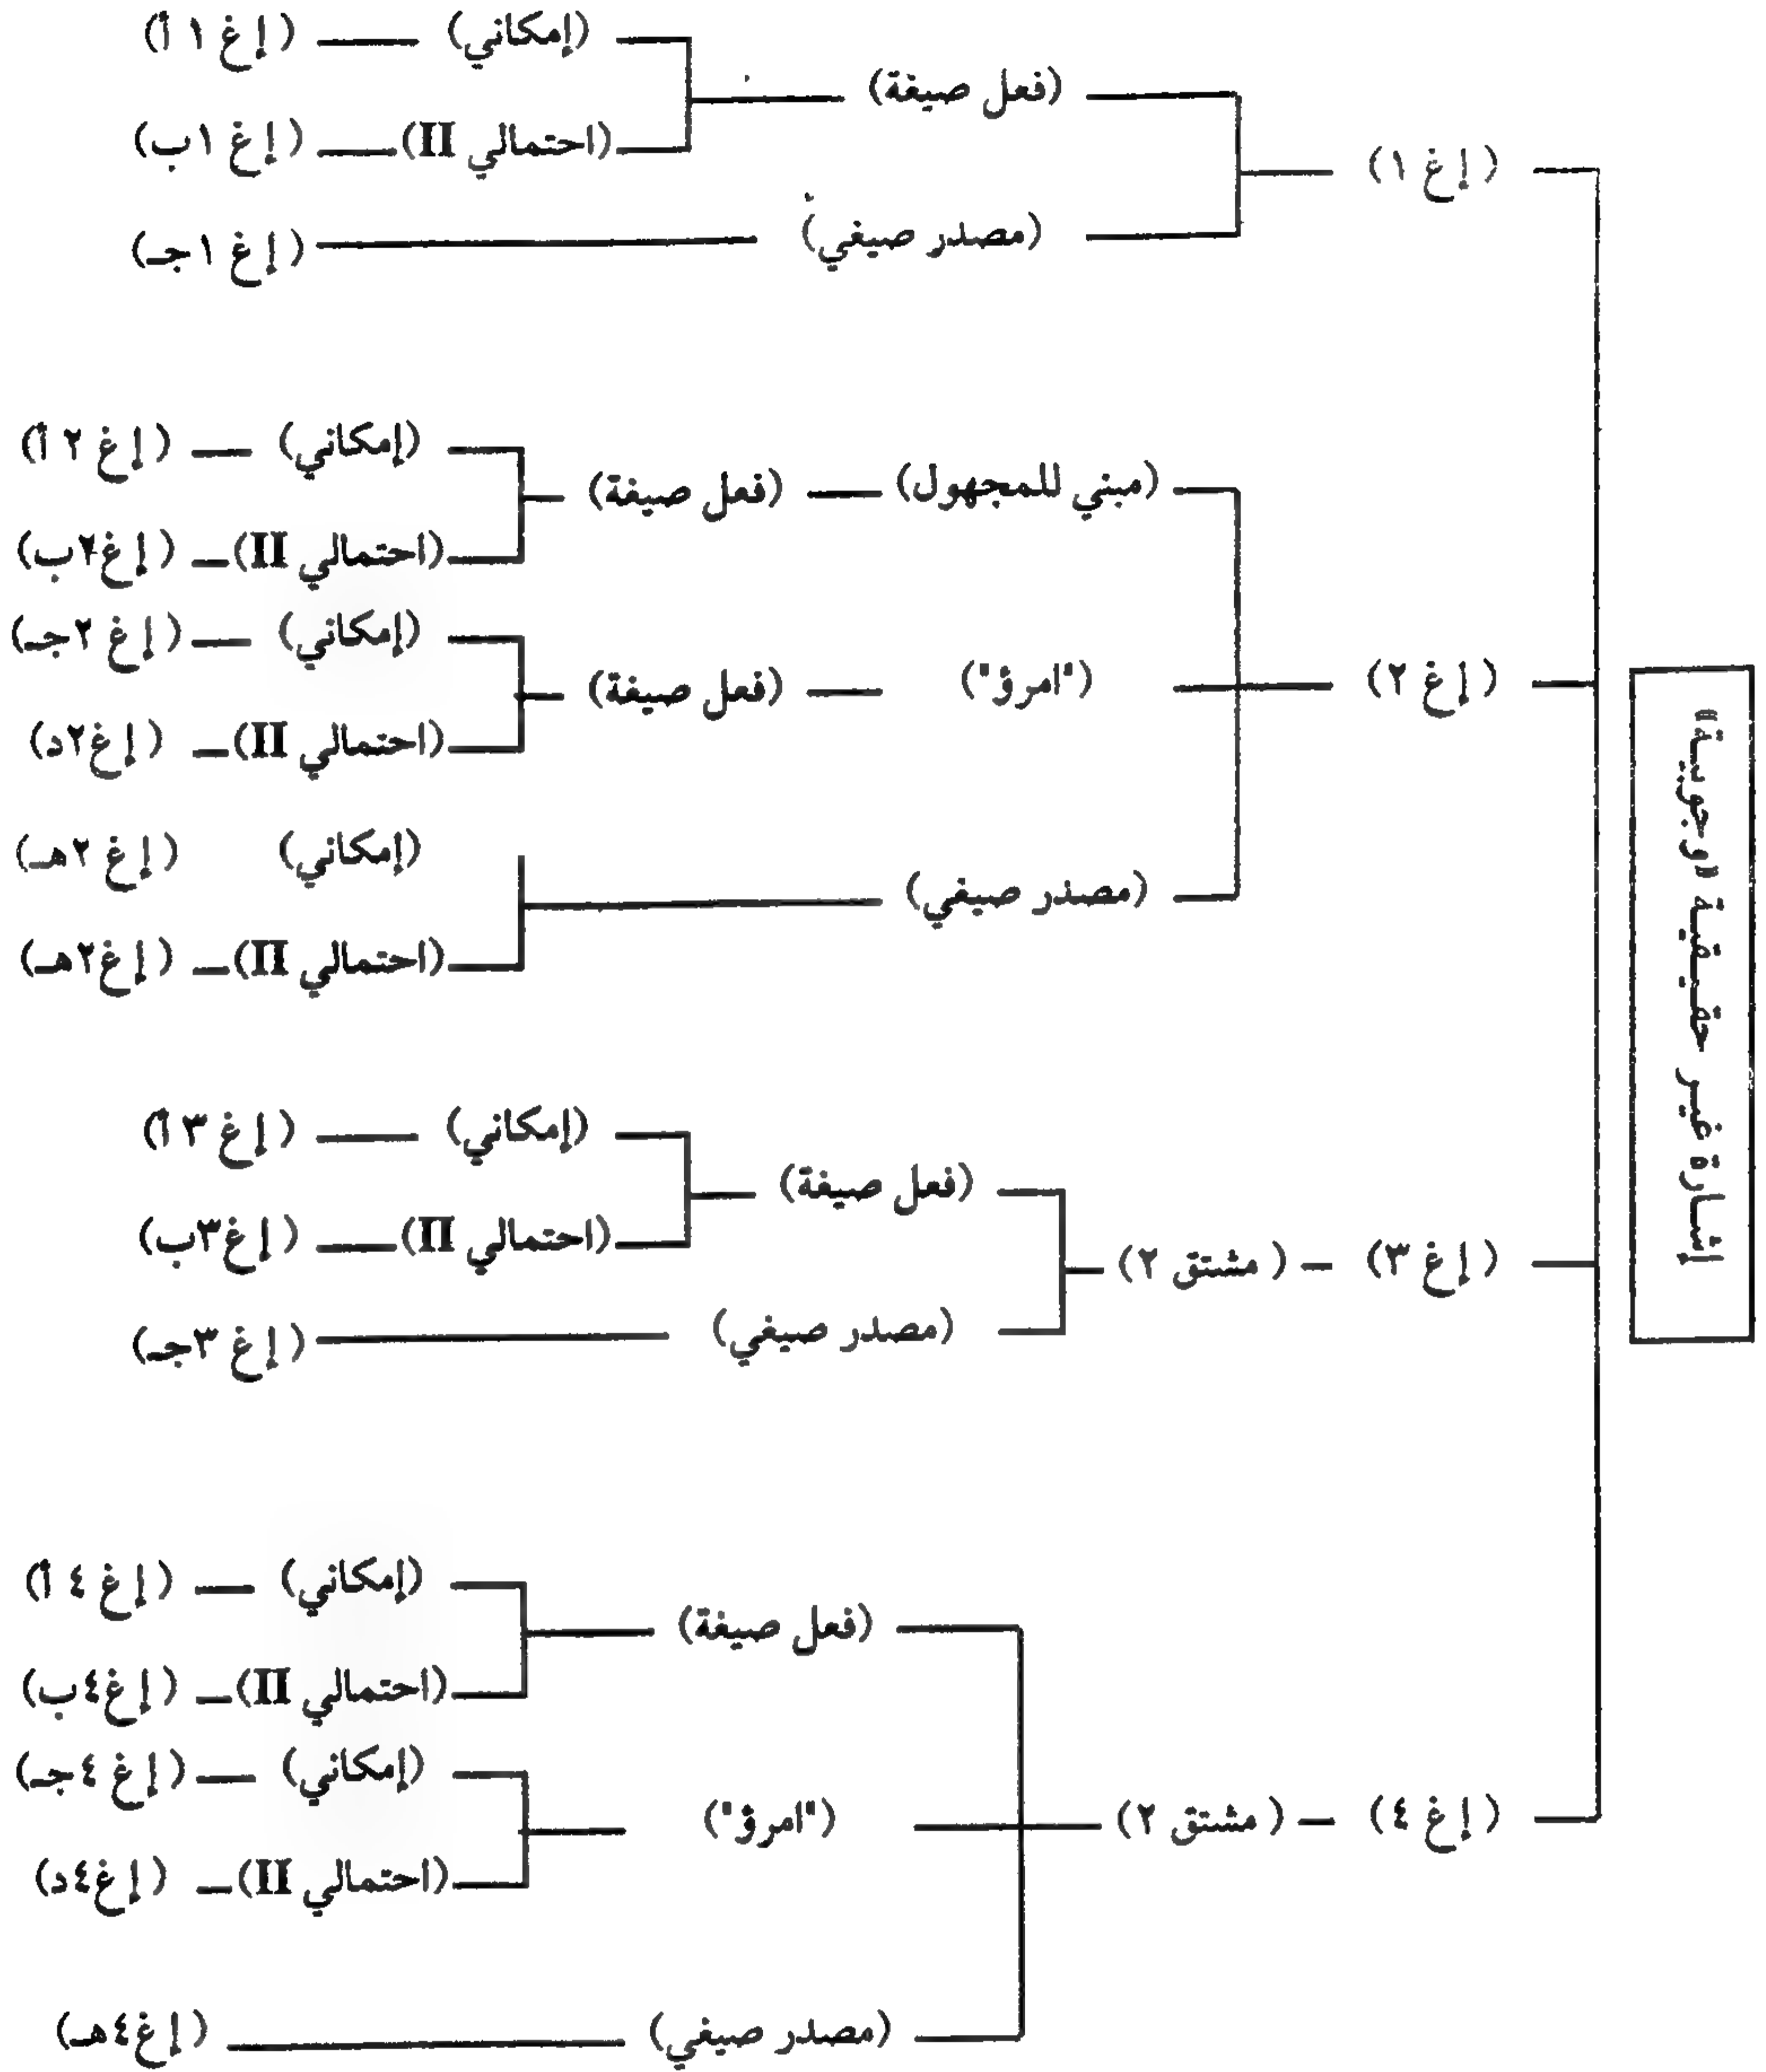 إشارة غير حقيقية «وجوبية»
(إغ ١)
(فعل صيغة)
(إمكاني) — (إغ ١ أ)
(احتمالي II) — (إغ ١ب)
(مصدر صيغي) — (إغ ١جـ)
(إغ ٢)
(مبني للمجهول) — (فعل صيغة)
(إمكاني) — (إغ ٢ أ)
(احتمالي II) — (إغ٢ب)
("امرؤ") — (فعل صيغة)
(إمكاني) — (إغ ٢جـ)
(احتمالي II) — (إغ٢د)
(مصدر صيغي)
(إمكاني) (إغ ٢هـ)
(احتمالي II) — (إغ٢هـ)
(إغ ٣) — (مشتق ٢)
(فعل صيغة)
(إمكاني) — (إغ ٣ أ)
(احتمالي II) — (إغ٣ب)
(مصدر صيغي) — (إغ ٣جـ)
(إغ ٤) — (مشتق ٢)
(فعل صيغة)
(إمكاني) — (إغ ٤ أ)
(احتمالي II) — (إغ٤ب)
("امرؤ")
(إمكاني) — (إغ ٤جـ)
(احتمالي II) — (إغ٤د)
(مصدر صيغي) — (إغ٤هـ)